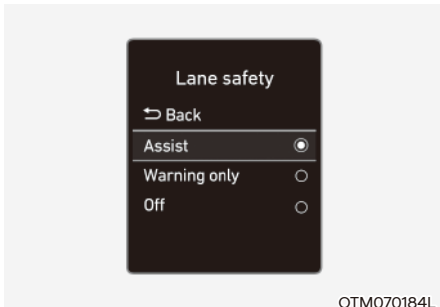 Lane safety
Back
Assist
Warning only
Off
OTM070184L